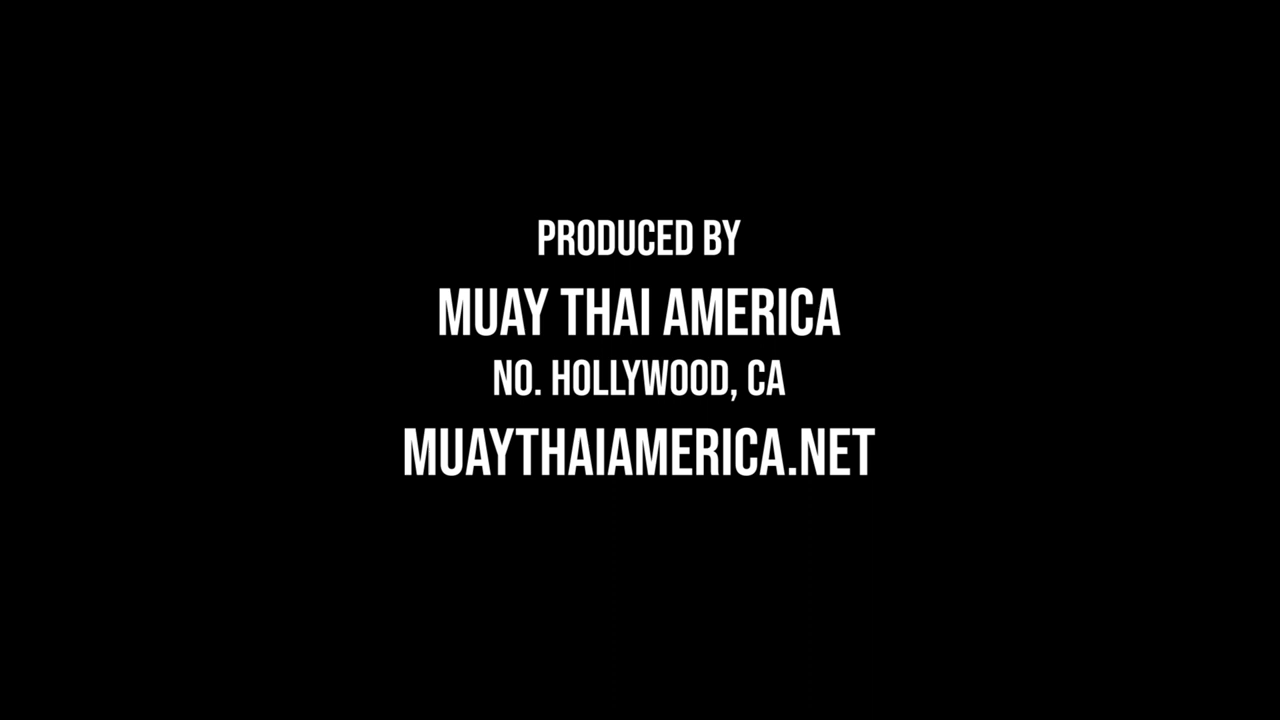 PRODUCED BY
MUAY THAI AMERICA
NO. HOLLYWOOD, CA
MUAYTHAIAMERICA.NET